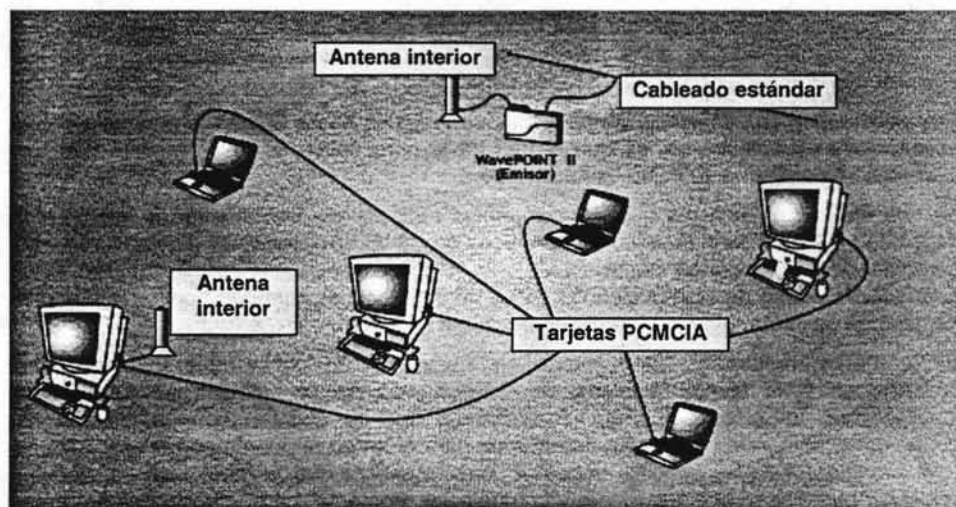 Antena interior
Cableado estándar
WavePOINT II
(Emisor)
Antena
interior
Tarjetas PCMCIA